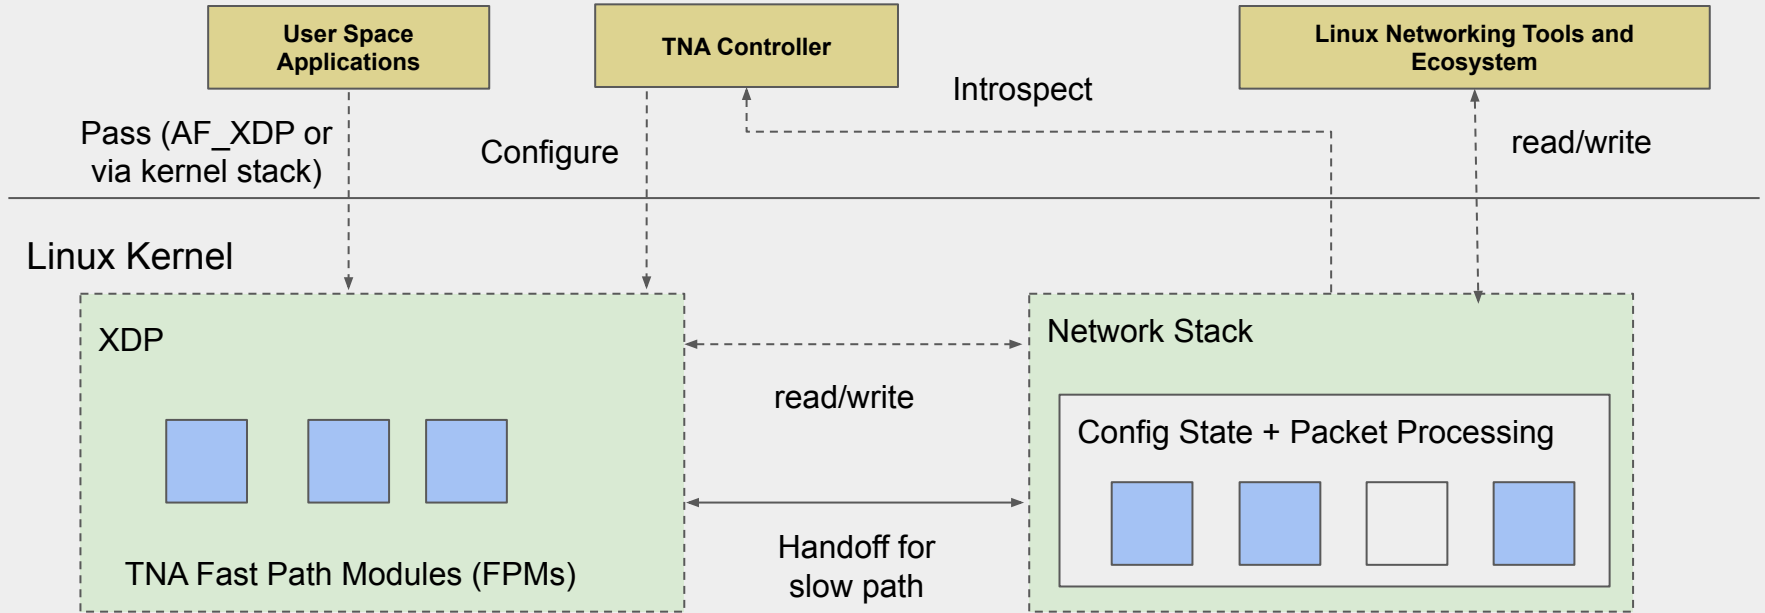 User Space
Applications
TNA Controller
Linux Networking Tools and
Ecosystem
Introspect
Pass (AF_XDP or
via kernel stack)
Configure
read/write
Linux Kernel
XDP
Network Stack
read/write
Config State + Packet Processing
Handoff for
slow path
TNA Fast Path Modules (FPMs)